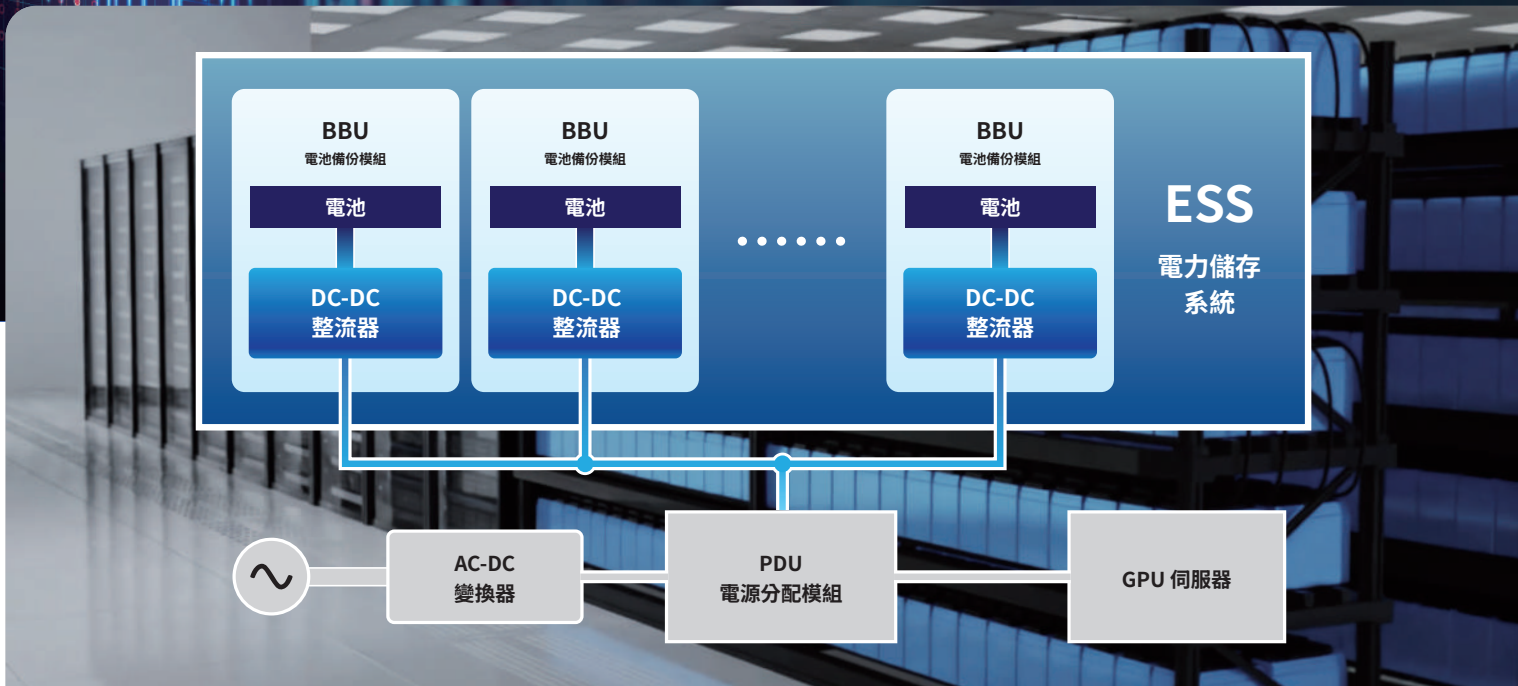 BBU
電池備份模組
電池
DC-DC
整流器
BBU
電池備份模組
電池
DC-DC
整流器
BBU
電池備份模組
電池
DC-DC
整流器
ESS
電力儲存
系統
AC-DC
變換器
PDU
電源分配模組
GPU 伺服器